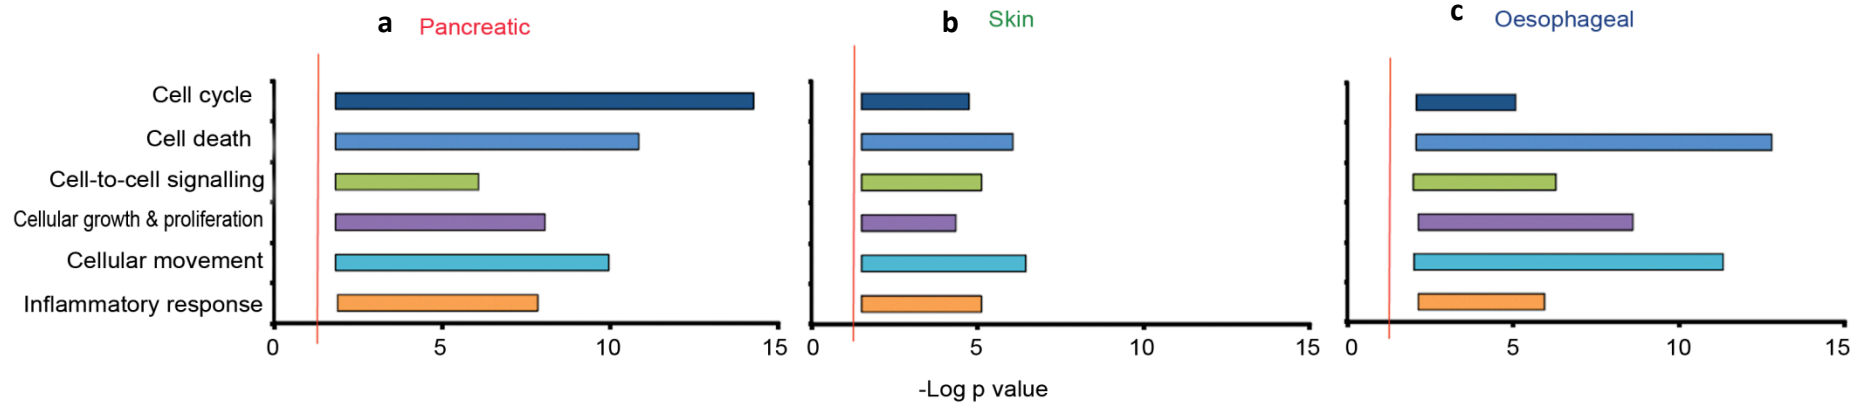 a Pancreatic
b Skin
c Oesophageal
Cell cycle
Cell death
Cell-to-cell signalling
Cellular growth & proliferation
Cellular movement
Inflammatory response
0 5 10 15
0 5 10 15
0 5 10 15
-Log p value